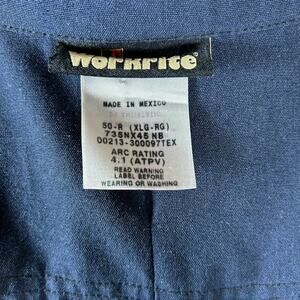 Workrite®
MADE IN MEXICO
50-R (XLG-RG)
735NX45 NB
00213-300097TEX
ARC RATING
4.1 (ATPV)
READ WARNING
LABEL BEFORE
WEARING OR WASHING